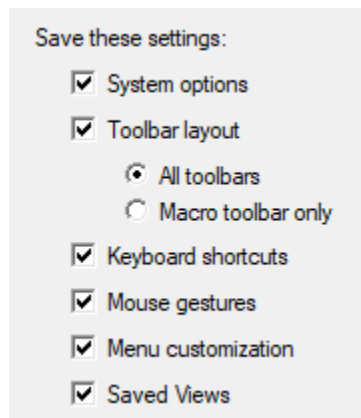 Save these settings:
System options
Toolbar layout
All toolbars
Macro toolbar only
Keyboard shortcuts
Mouse gestures
Menu customization
Saved Views